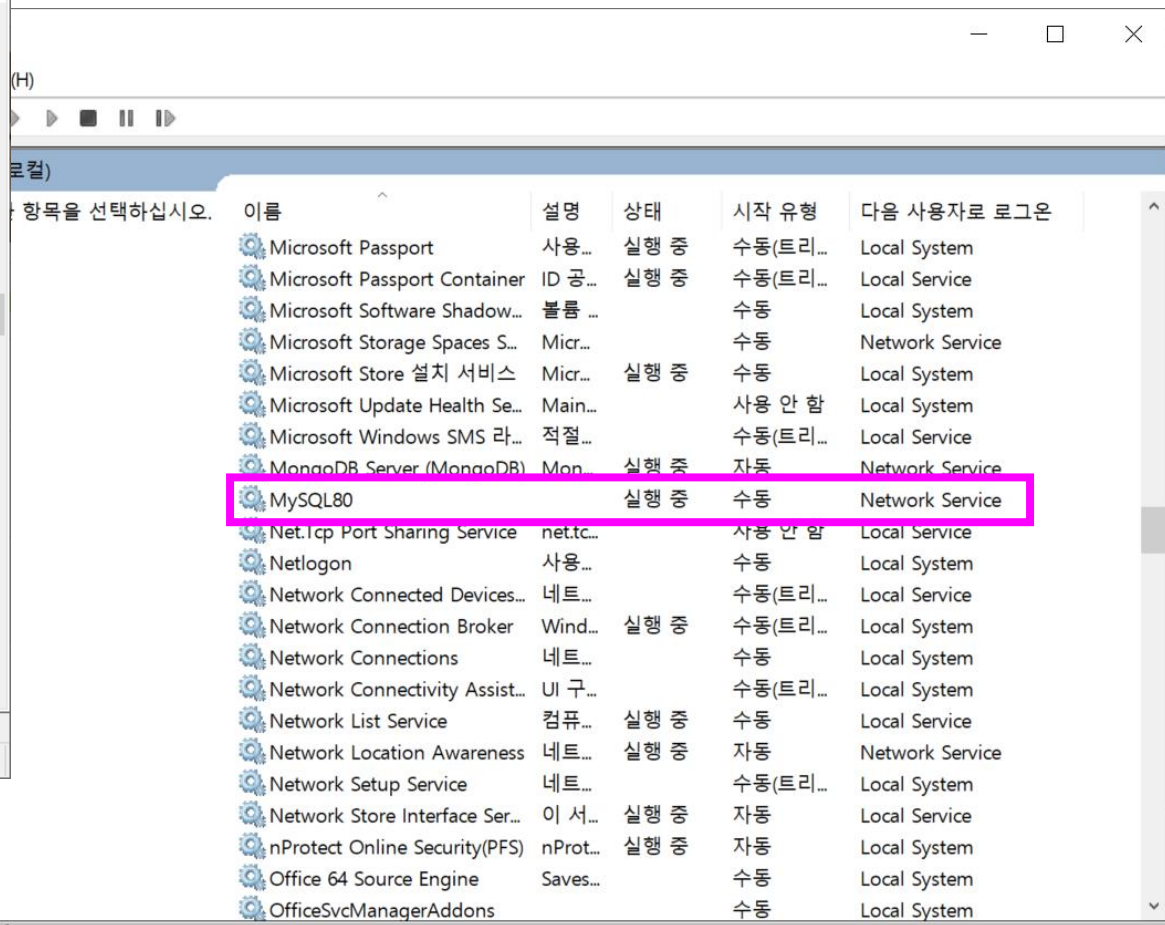 (H)
로컬)
항목을 선택하십시오.
이름 설명 상태 시작 유형 다음 사용자로 로그온
Microsoft Passport 사용... 실행 중 수동(트리... Local System
Microsoft Passport Container ID 공... 실행 중 수동(트리... Local Service
Microsoft Software Shadow... 볼륨 ... 수동 Local System
Microsoft Storage Spaces S... Micr... 수동 Network Service
Microsoft Store 설치 서비스 Micr... 실행 중 수동 Local System
Microsoft Update Health Se... Main... 사용 안 함 Local System
Microsoft Windows SMS 라... 적절... 수동(트리... Local Service
MongoDB Server (MongoDB) Mon... 실행 중 자동 Network Service
MySQL80 실행 중 수동 Network Service
Net.Tcp Port Sharing Service net.tc... 사용 안 함 Local Service
Netlogon 사용... 수동 Local System
Network Connected Devices... 네트... 수동(트리... Local Service
Network Connection Broker Wind... 실행 중 수동(트리... Local System
Network Connections 네트... 수동 Local System
Network Connectivity Assist... UI 구... 수동(트리... Local System
Network List Service 컴퓨... 실행 중 수동 Local Service
Network Location Awareness 네트... 실행 중 자동 Network Service
Network Setup Service 네트... 수동(트리... Local System
Network Store Interface Ser... 이 서... 실행 중 자동 Local Service
nProtect Online Security(PFS) nProt... 실행 중 자동 Local System
Office 64 Source Engine Saves... 수동 Local System
OfficeSvcManagerAddons 수동 Local System